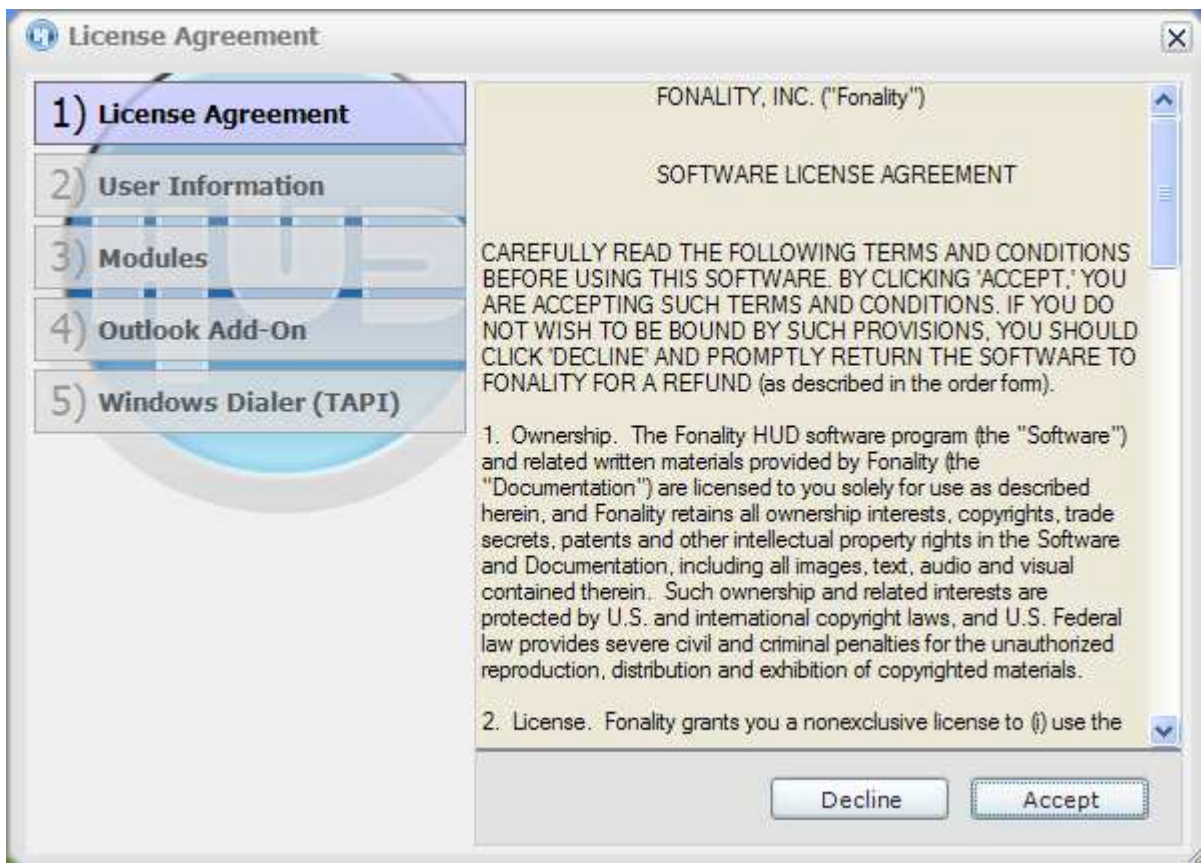 License Agreement
1) License Agreement
2) User Information
3) Modules
4) Outlook Add-On
5) Windows Dialer (TAPI)
FONALITY, INC. ("Fonality")
SOFTWARE LICENSE AGREEMENT
CAREFULLY READ THE FOLLOWING TERMS AND CONDITIONS
BEFORE USING THIS SOFTWARE. BY CLICKING 'ACCEPT,' YOU
ARE ACCEPTING SUCH TERMS AND CONDITIONS. IF YOU DO
NOT WISH TO BE BOUND BY SUCH PROVISIONS, YOU SHOULD
CLICK 'DECLINE' AND PROMPTLY RETURN THE SOFTWARE TO
FONALITY FOR A REFUND (as described in the order form).
1. Ownership. The Fonality HUD software program (the "Software")
and related written materials provided by Fonality (the
"Documentation") are licensed to you solely for use as described
herein, and Fonality retains all ownership interests, copyrights, trade
secrets, patents and other intellectual property rights in the Software
and Documentation, including all images, text, audio and visual
contained therein. Such ownership and related interests are
protected by U.S. and international copyright laws, and U.S. Federal
law provides severe civil and criminal penalties for the unauthorized
reproduction, distribution and exhibition of copyrighted materials.
2. License. Fonality grants you a nonexclusive license to (i) use the
Decline
Accept